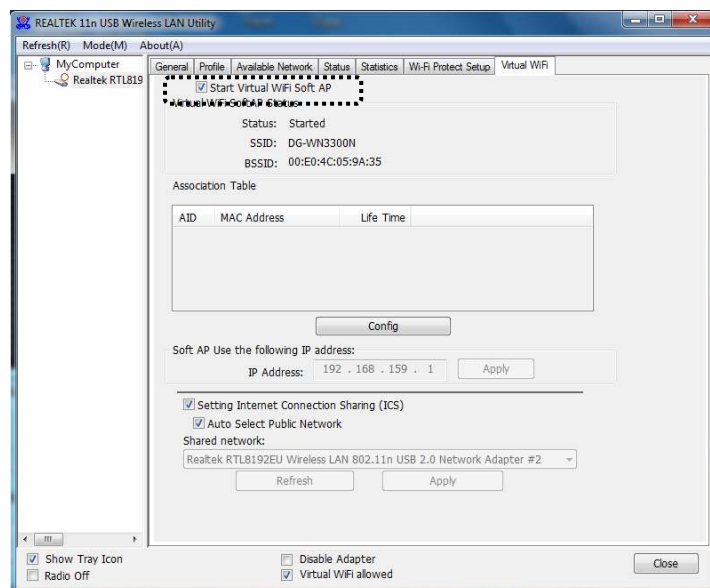 REALTEK 11n USB Wireless LAN Utility
Refresh(R) Mode(M) About(A)
MyComputer
Realtek RTL819
General Profile Available Network Status Statistics Wi-Fi Protect Setup Virtual WiFi
Start Virtual WiFi Soft AP
Virtual WiFi SoftAP Status
Status: Started
SSID: DG-WN3300N
BSSID: 00:E0:4C:05:9A:35
Association Table
AID MAC Address Life Time
Config
Soft AP Use the following IP address:
IP Address: 192 . 168 . 159 . 1 Apply
Setting Internet Connection Sharing (ICS)
Auto Select Public Network
Shared network:
Realtek RTL8192EU Wireless LAN 802.11n USB 2.0 Network Adapter #2
Refresh Apply
Show Tray Icon Disable Adapter
Radio Off Virtual WiFi allowed
Close